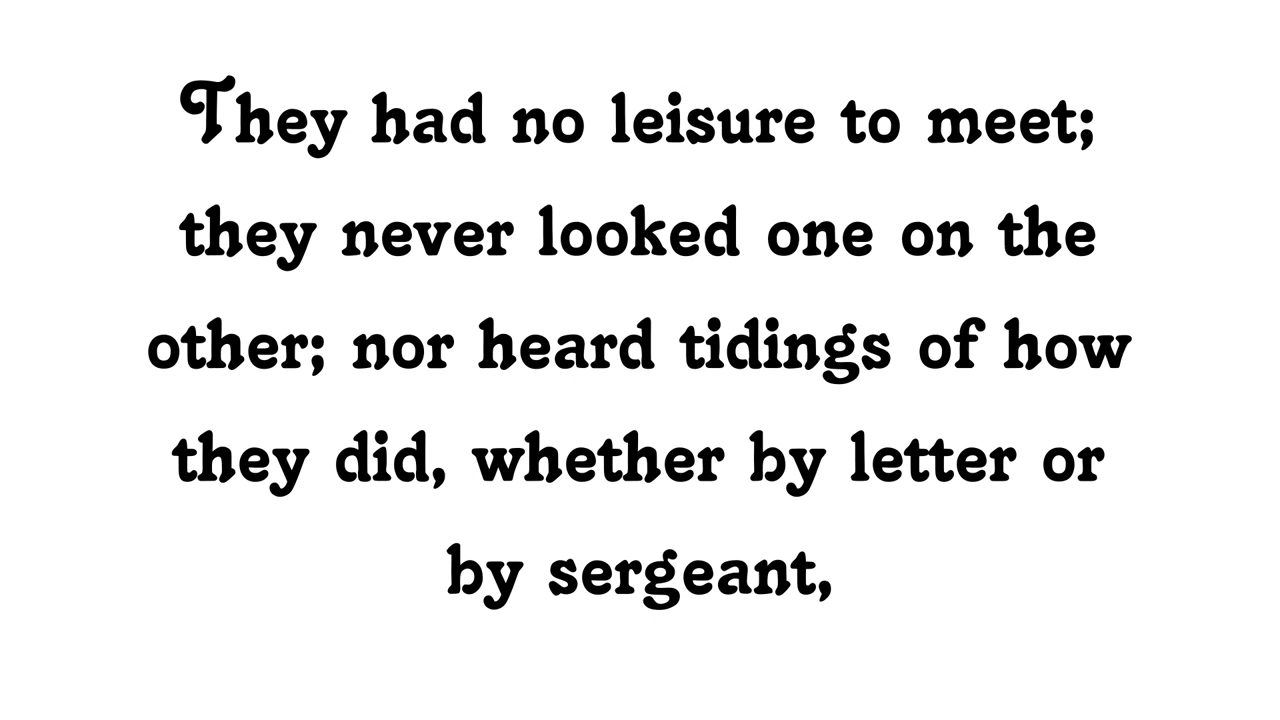 They had no leisure to meet;
they never looked one on the
other; nor heard tidings of how
they did, whether by letter or
by sergeant,